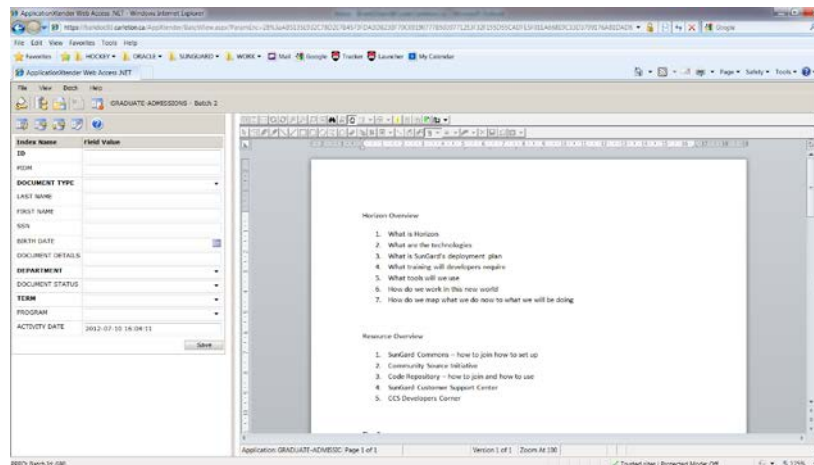 ApplicationXtender Web Access .NET - Windows Internet Explorer
Google
File Edit View Favorites Tools Help
Favorites HOCKEY ORACLE SUNGUARD WORK Mail Google Tracker Launcher My Calendar
ApplicationXtender Web Access .NET
Page Safety Tools
File View Batch Help
GRADUATE-ADMISSIONS - Batch 2
Index Name Field Value
ID
PIDM
DOCUMENT TYPE
LAST NAME
FIRST NAME
SSN
BIRTH DATE
DOCUMENT DETAILS
DEPARTMENT
DOCUMENT STATUS
TERM
PROGRAM
ACTIVITY DATE 2012-07-10 16:04:11
Save
Horizon Overview
1. What is Horizon
2. What are the technologies
3. What is SunGard's deployment plan
4. What training will developers require
5. What tools will we use
6. How do we work in this new world
7. How do we map what we do now to what we will be doing
Resource Overview
1. SunGard Commons – how to join how to set up
2. Community Source Initiative
3. Code Repository – how to join and how to use
4. SunGard Customer Support Center
5. CCS Developers Corner
Application: GRADUATE-ADMISSIC Page 1 of 1 Version 1 of 1 Zoom At 100
Trusted sites | Protected Mode: Off 125%